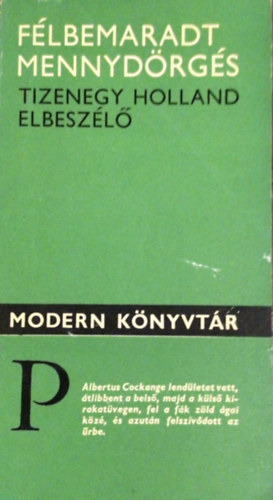 FÉLBEMARADT
MENNYDÖRGÉS
TIZENEGY HOLLAND
ELBESZÉLŐ
MODERN KÖNYVTÁR
P
Albertus Cockange lendületet vett,
átlibbent a belső, majd a külső ki-
rakatüvegen, fel a fák zöld ágai
közé, és azután felszívódott az
űrbe.